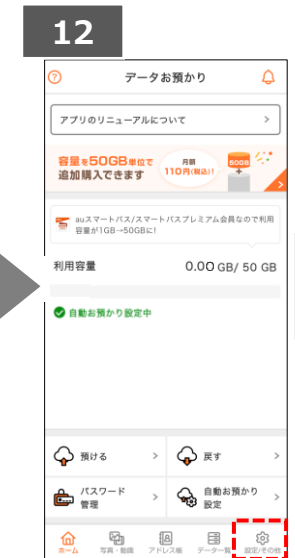 12
データお預かり
アプリのリニューアルについて
容量を50GB単位で
追加購入できます
月額
110円(税込)!
50GB
auスマートパス/スマートパスプレミアム会員なので利用
容量が1GB→50GBに!
利用容量 0.00 GB/ 50 GB
自動お預かり設定中
預ける
戻す
パスワード
管理
自動お預かり
設定
ホーム 写真・動画 アドレス帳 データ一覧 設定/その他